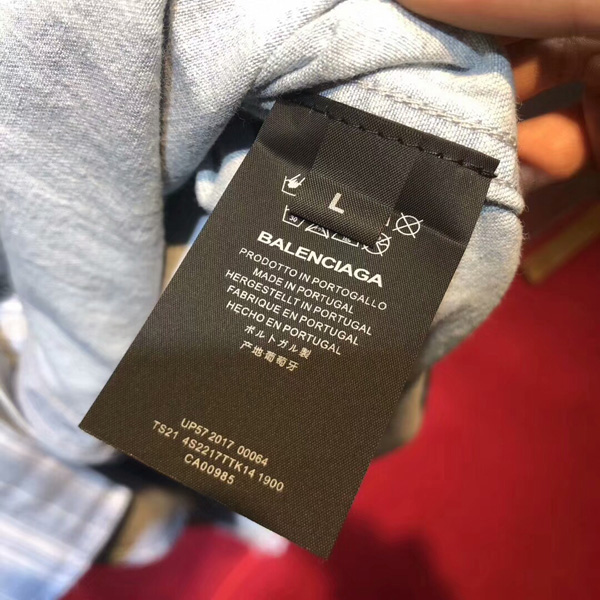 L
30
BALENCIAGA
PRODOTTO IN PORTOGALLO
MADE IN PORTUGAL
HERGESTELLT IN PORTUGAL
FABRIQUE EN PORTUGAL
HECHO EN PORTUGAL
ポルトガル製
产地葡萄牙
UP57 2017 00064
TS21 4S2217TTK14 1900
CA00985